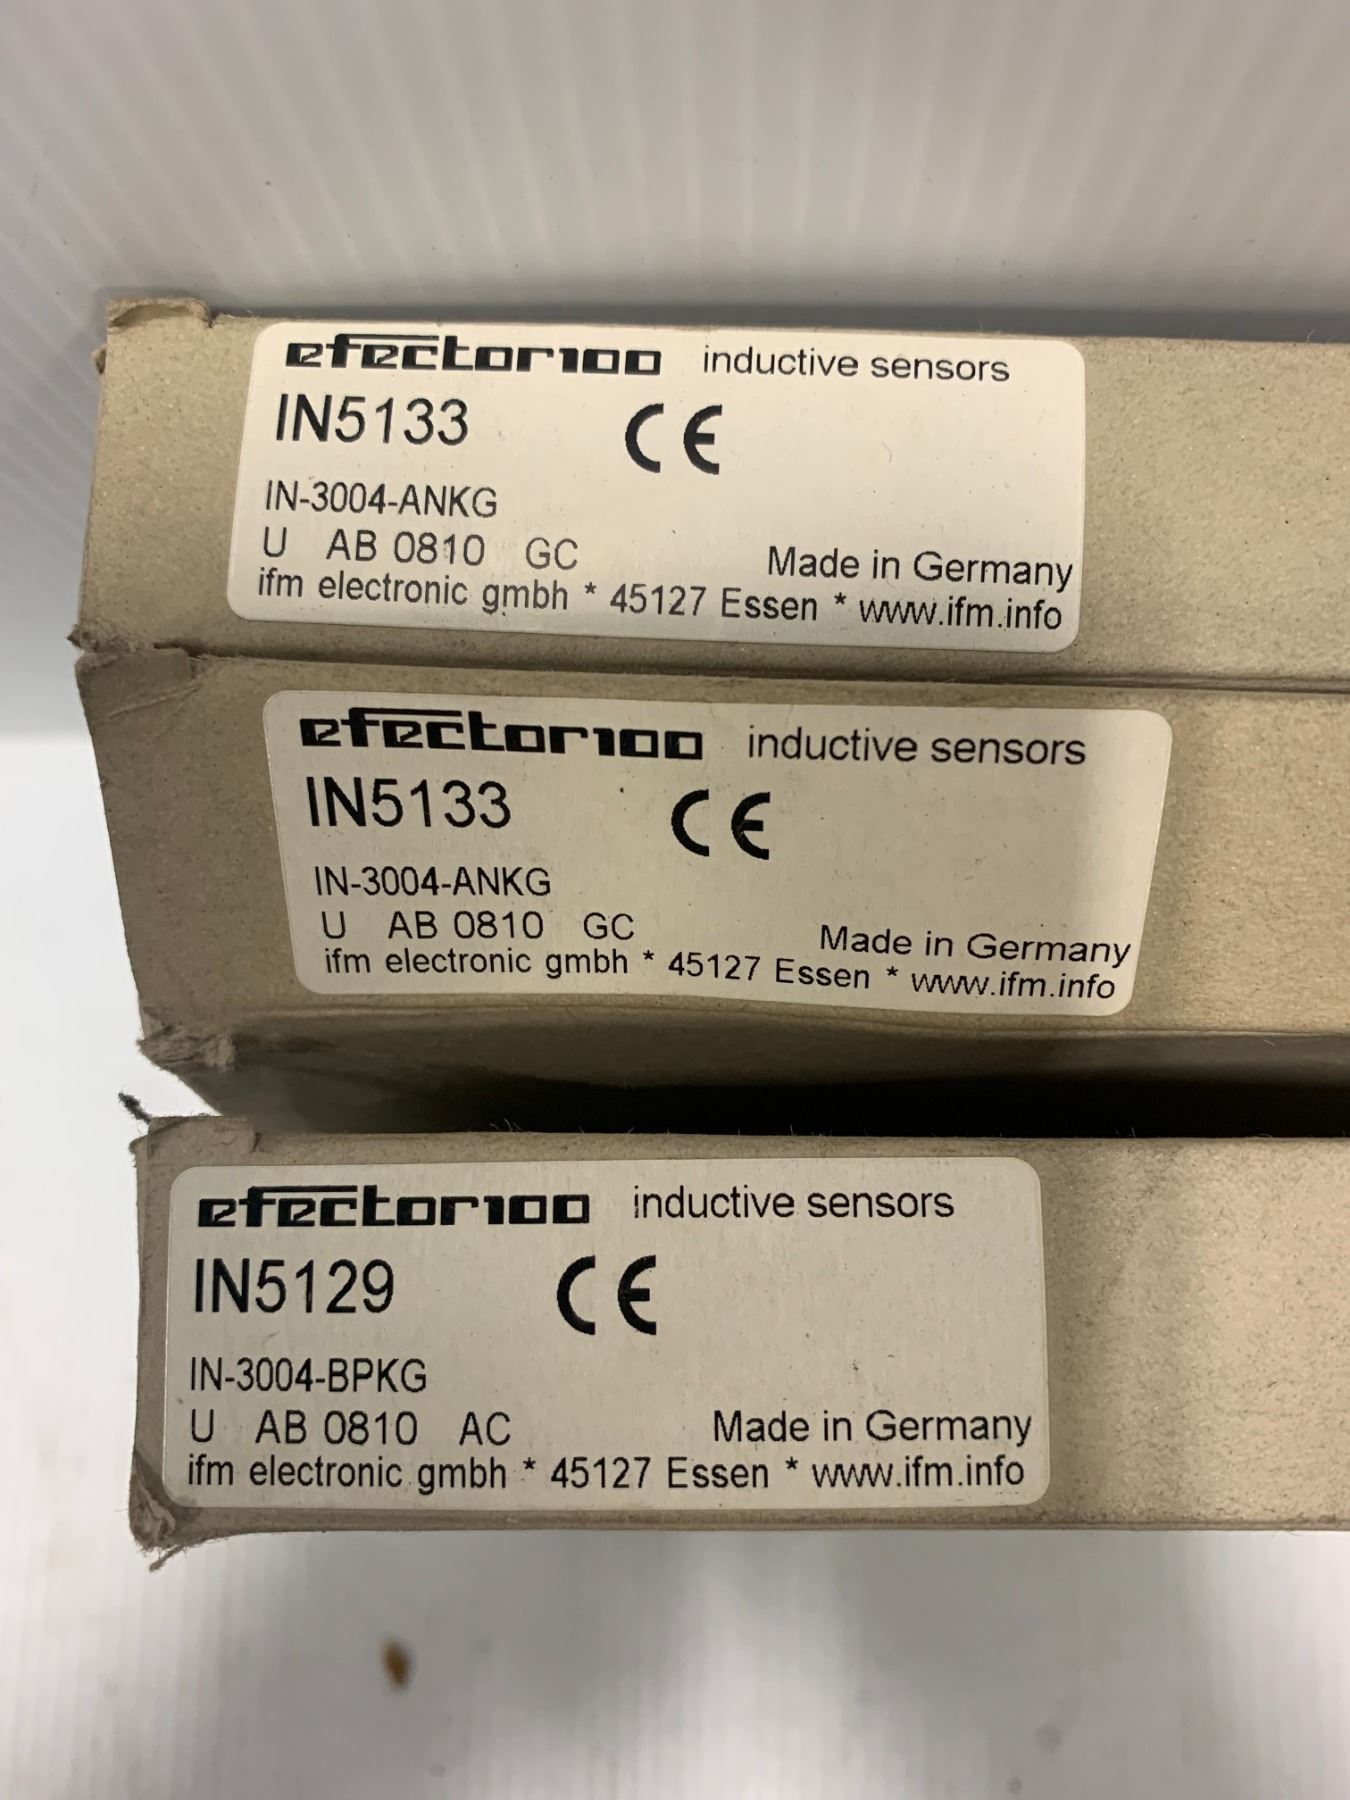 efector100 inductive sensors
IN5133 CE
IN-3004-ANKG
U AB 0810 GC Made in Germany
ifm electronic gmbh * 45127 Essen * www.ifm.info
efector100 inductive sensors
IN5133 CE
IN-3004-ANKG
U AB 0810 GC Made in Germany
ifm electronic gmbh * 45127 Essen * www.ifm.info
efector100 inductive sensors
IN5129 CE
IN-3004-BPKG
U AB 0810 AC Made in Germany
ifm electronic gmbh * 45127 Essen * www.ifm.info